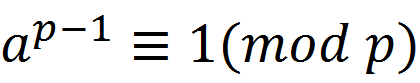 a^{p-1} ≡ 1(mod p)